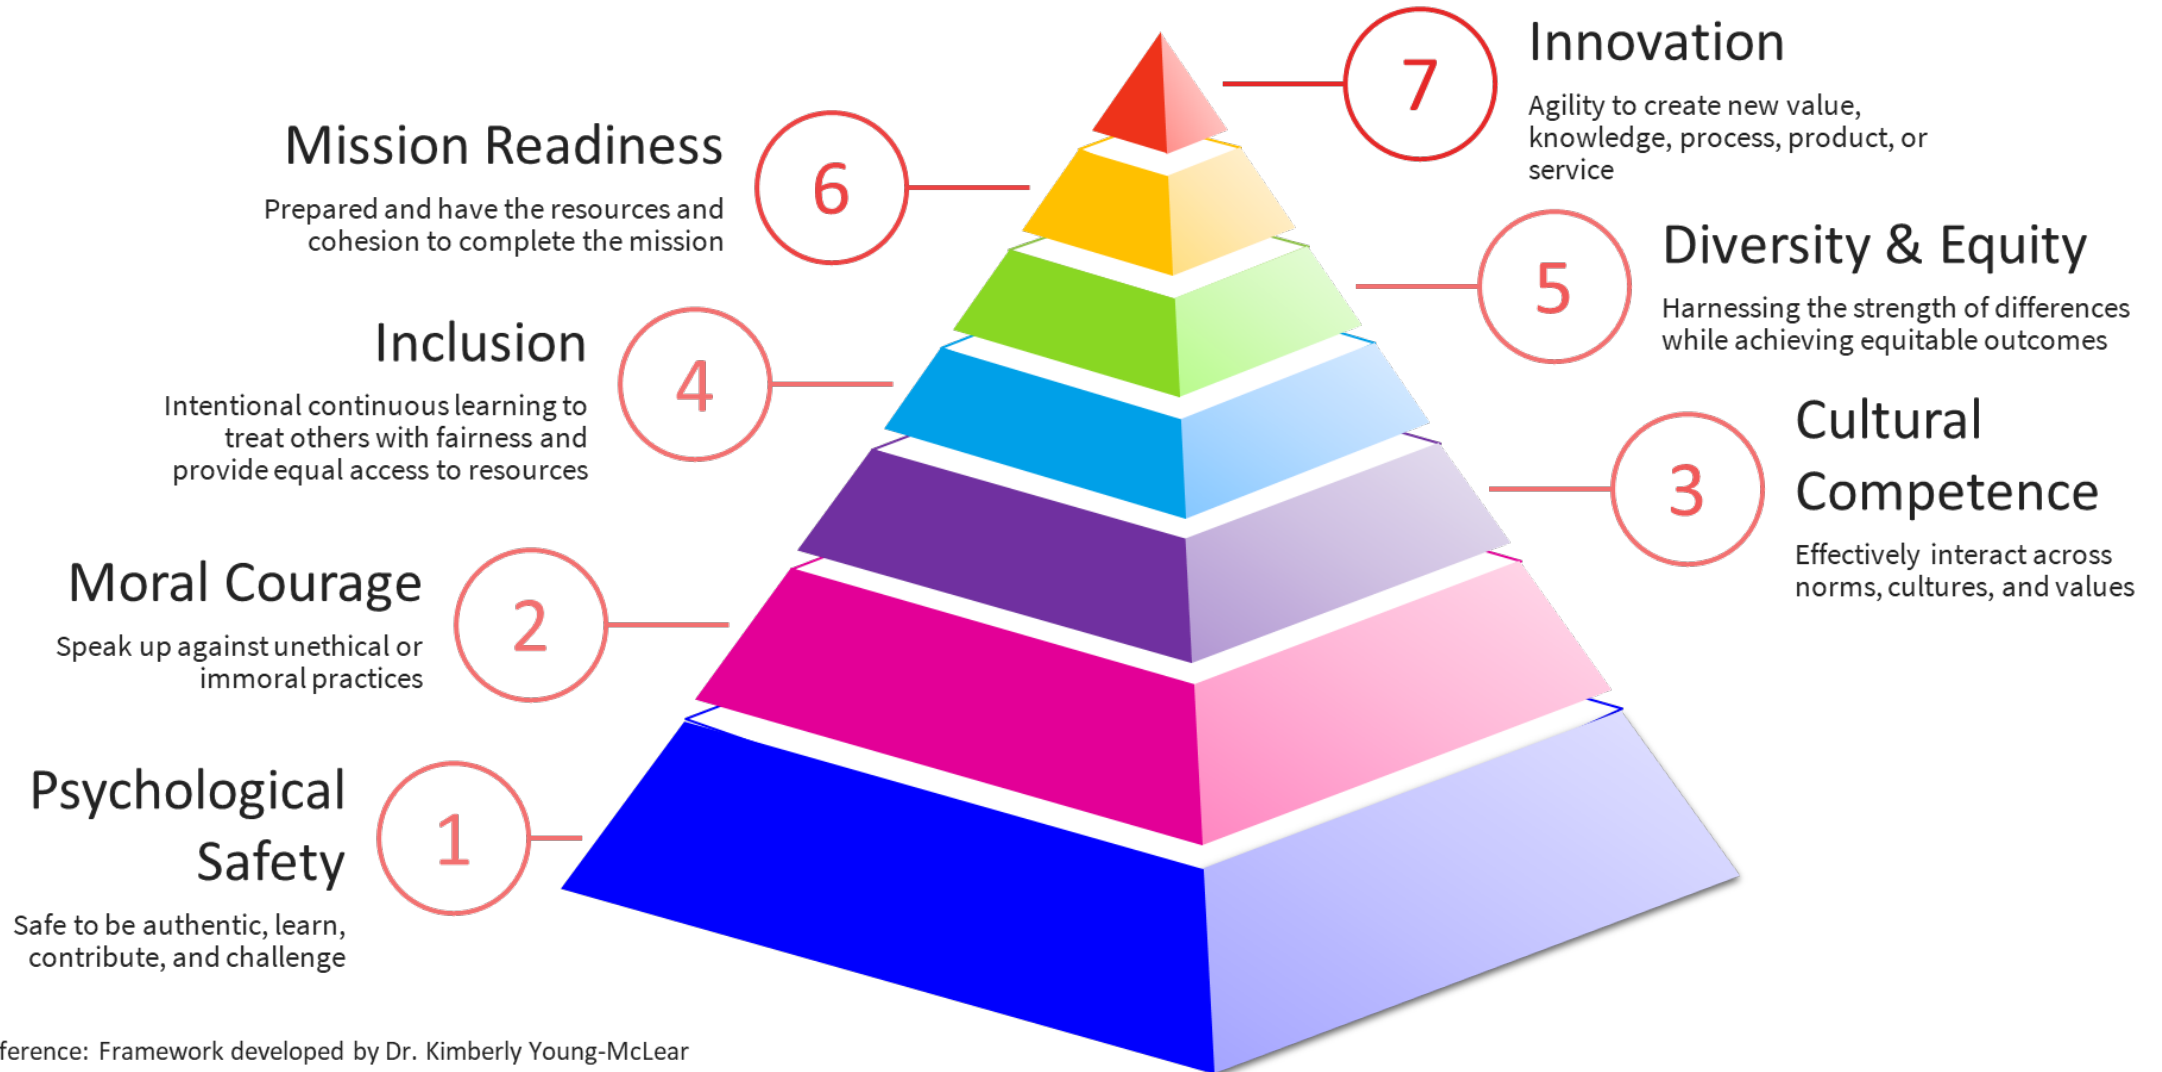 7
Innovation
Agility to create new value,
knowledge, process, product, or
service
Mission Readiness
6
Prepared and have the resources and
cohesion to complete the mission
5
Diversity & Equity
Harnessing the strength of differences
while achieving equitable outcomes
Inclusion
4
Intentional continuous learning to
treat others with fairness and
provide equal access to resources
3
Cultural
Competence
Effectively interact across
norms, cultures, and values
Moral Courage
2
Speak up against unethical or
immoral practices
Psychological
Safety
1
Safe to be authentic, learn,
contribute, and challenge
ference: Framework developed by Dr. Kimberly Young-McLear